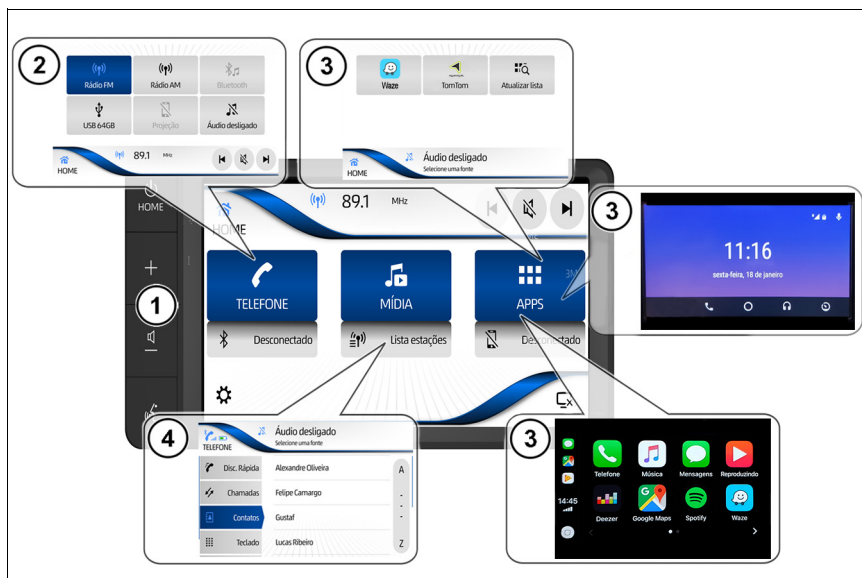 2
Rádio FM
Rádio AM
Bluetooth
USB 64GB
Projeção
Áudio desligado
HOME
89.1 MHz
3
Waze
TomTom
Atualizar lista
HOME
Áudio desligado
Selecione uma fonte
1
HOME
+
HOME
89.1 MHz
TELEFONE
MÍDIA
APPS
Desconectado
Lista estações
Desconectado
3
11:16
sexta-feira, 18 de janeiro
4
TELEFONE
Áudio desligado
Selecione uma fonte
Disc. Rápida
Alexandre Oliveira
A
Chamadas
Felipe Camargo
Contatos
Gustaf
Teclado
Lucas Ribeiro
Z
3
14:45
Telefone
Música
Mensagens
Reproduzindo
Deezer
Google Maps
Spotify
Waze